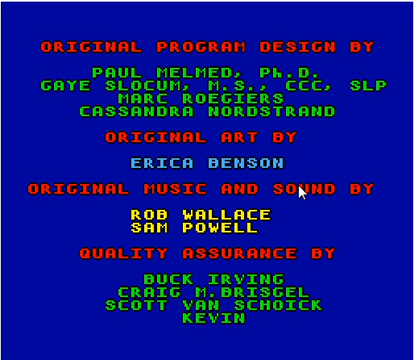 ORIGINAL PROGRAM DESIGN BY
PAUL MELMED, Ph.D.
GAYE SLOCUM, M.S., CCC, SLP
MARC ROEGIERS
CASSANDRA NORDSTRAND
ORIGINAL ART BY
ERICA BENSON
ORIGINAL MUSIC AND SOUND BY
ROB WALLACE
SAM POWELL
QUALITY ASSURANCE BY
BUCK IRVING
CRAIG M.BRISGEL
SCOTT VAN SCHOICK
KEVIN